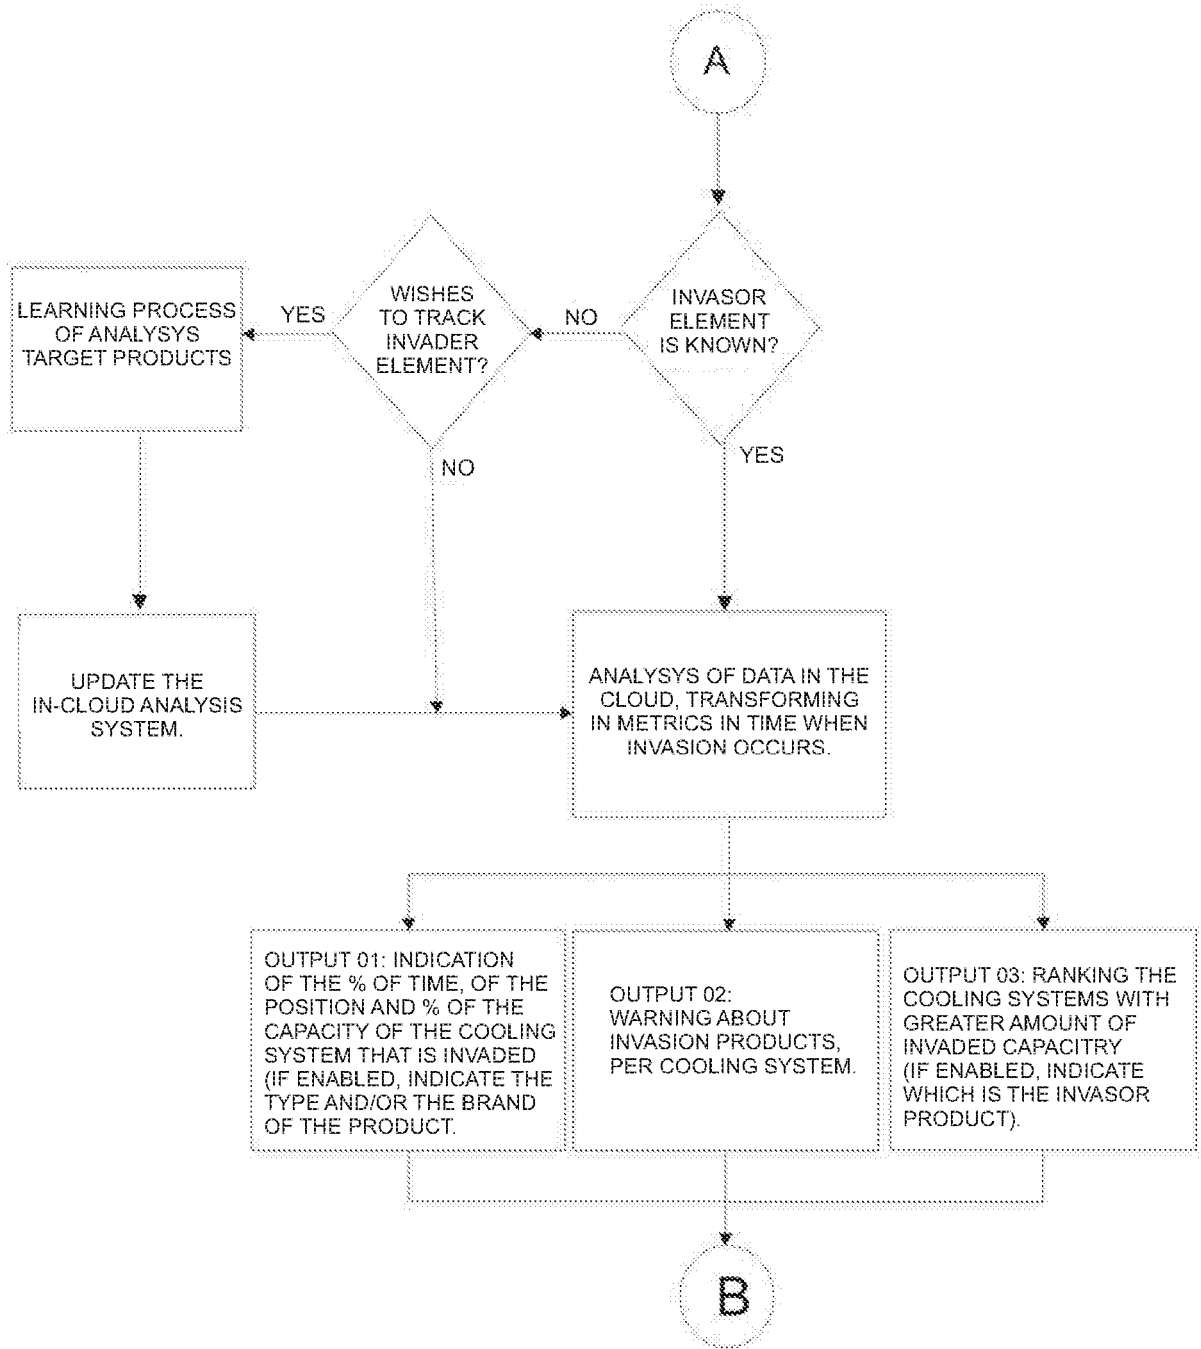 A
INVASOR
ELEMENT
IS KNOWN?
NO
YES
WISHES
TO TRACK
INVADER
ELEMENT?
YES
NO
LEARNING PROCESS
OF ANALYSYS
TARGET PRODUCTS
UPDATE THE
IN-CLOUD ANALYSIS
SYSTEM.
ANALYSYS OF DATA IN THE
CLOUD, TRANSFORMING
IN METRICS IN TIME WHEN
INVASION OCCURS.
OUTPUT 01: INDICATION
OF THE % OF TIME, OF THE
POSITION AND % OF THE
CAPACITY OF THE COOLING
SYSTEM THAT IS INVADED
(IF ENABLED, INDICATE THE
TYPE AND/OR THE BRAND
OF THE PRODUCT.
OUTPUT 02:
WARNING ABOUT
INVASION PRODUCTS,
PER COOLING SYSTEM.
OUTPUT 03: RANKING THE
COOLING SYSTEMS WITH
GREATER AMOUNT OF
INVADED CAPACITRY
(IF ENABLED, INDICATE
WHICH IS THE INVASOR
PRODUCT).
B